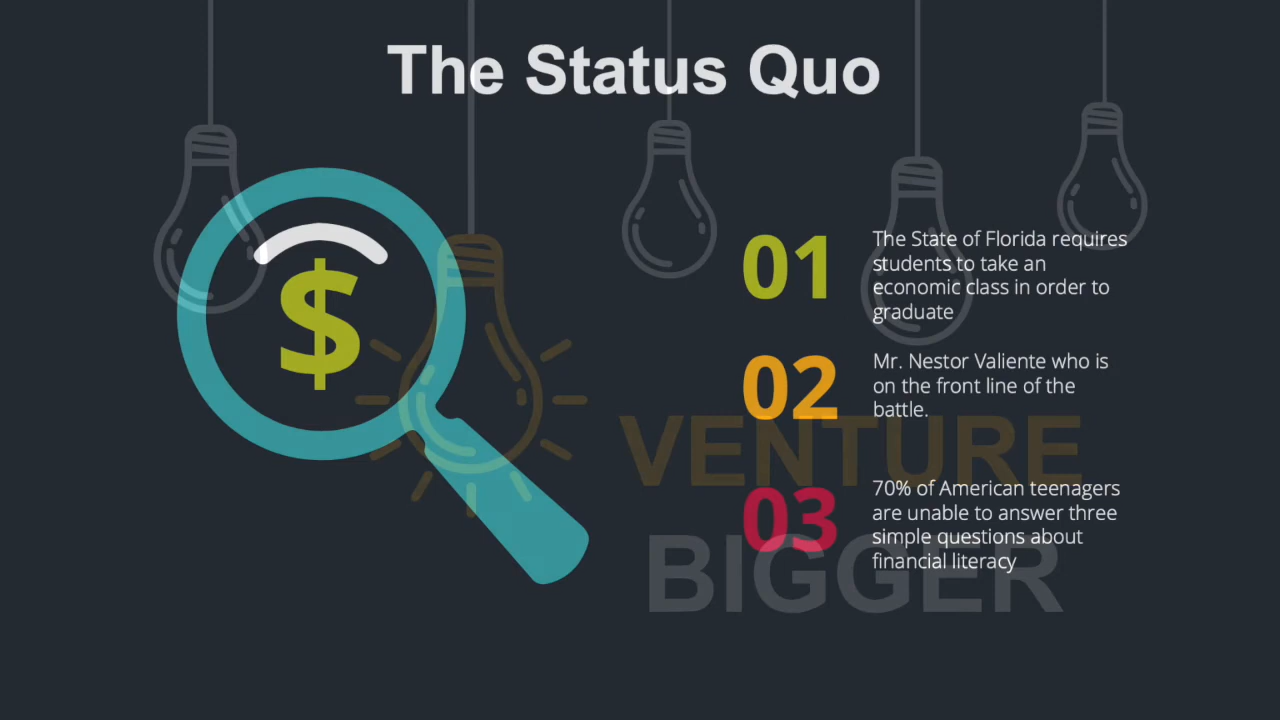 The Status Quo
$
01
The State of Florida requires
students to take an
economic class in order to
graduate
02
Mr. Nestor Valiente who is
on the front line of the
battle.
VENTURE
03
70% of American teenagers
are unable to answer three
simple questions about
financial literacy
BIGGER